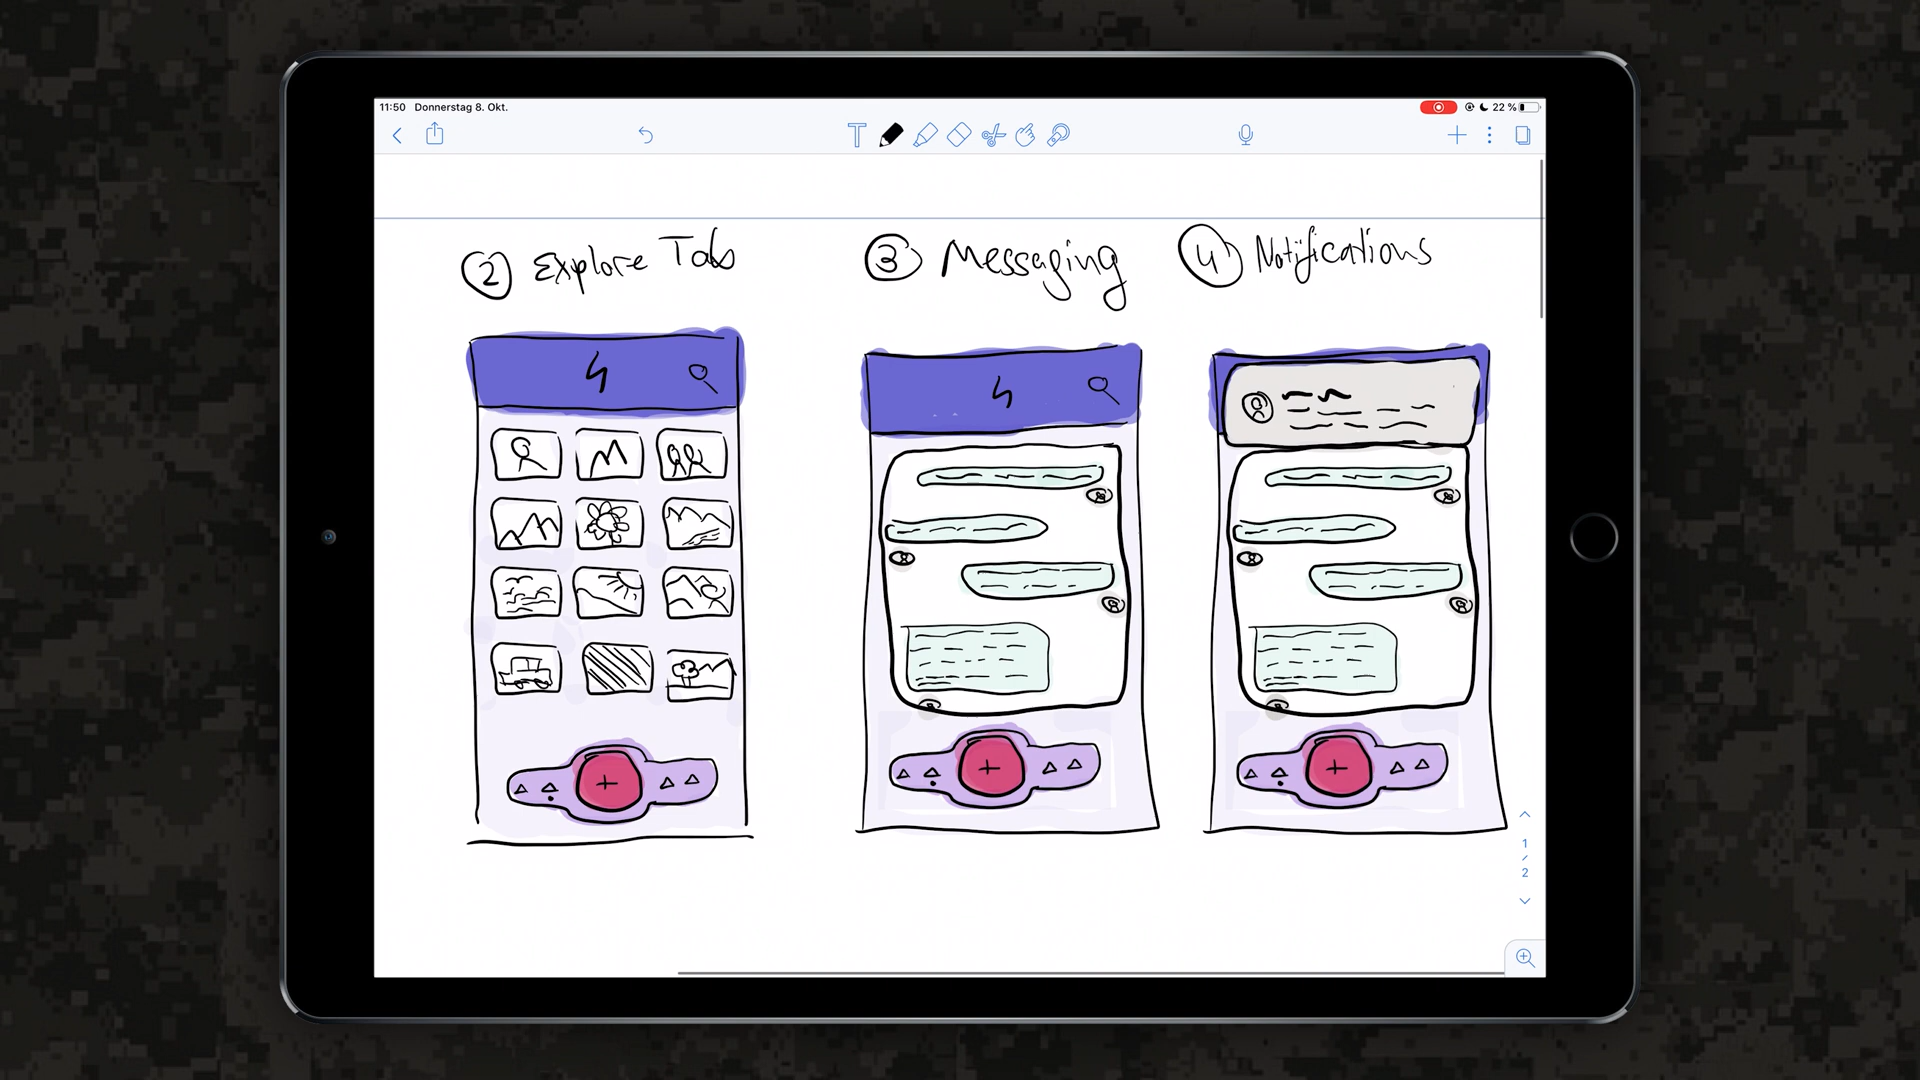 11:50 Donnerstag 8. Okt.
22 %
T
2 Explore Tab
3 Messaging
4 Notifications
1
/
2